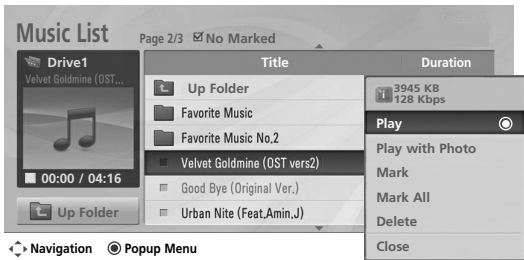 Music List
Page 2/3 No Marked
Drive1
Velvet Goldmine (OST...
00:00 / 04:16
Up Folder
Title Duration
Up Folder
Favorite Music
Favorite Music No,2
Velvet Goldmine (OST vers2)
Good Bye (Original Ver,)
Urban Nite (Feat,Amin,J)
3945 KB
128 Kbps
Play
Play with Photo
Mark
Mark All
Delete
Close
Navigation Popup Menu